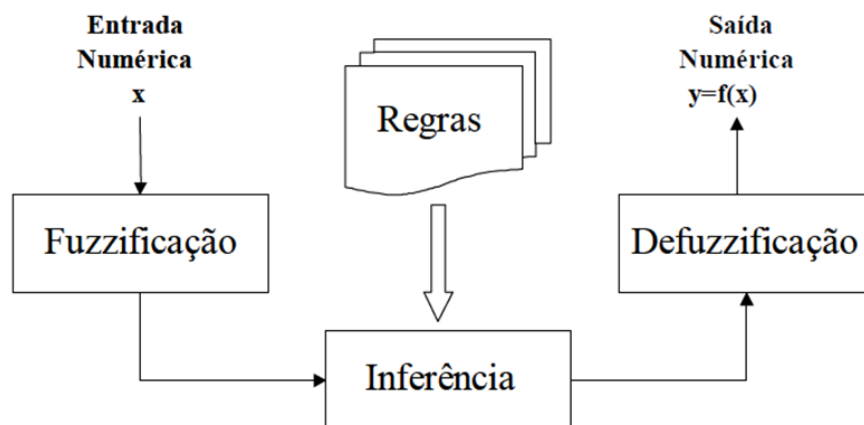 Entrada
Numérica
x
Regras
Saída
Numérica
y=f(x)
Fuzzificação
Defuzzificação
Inferência